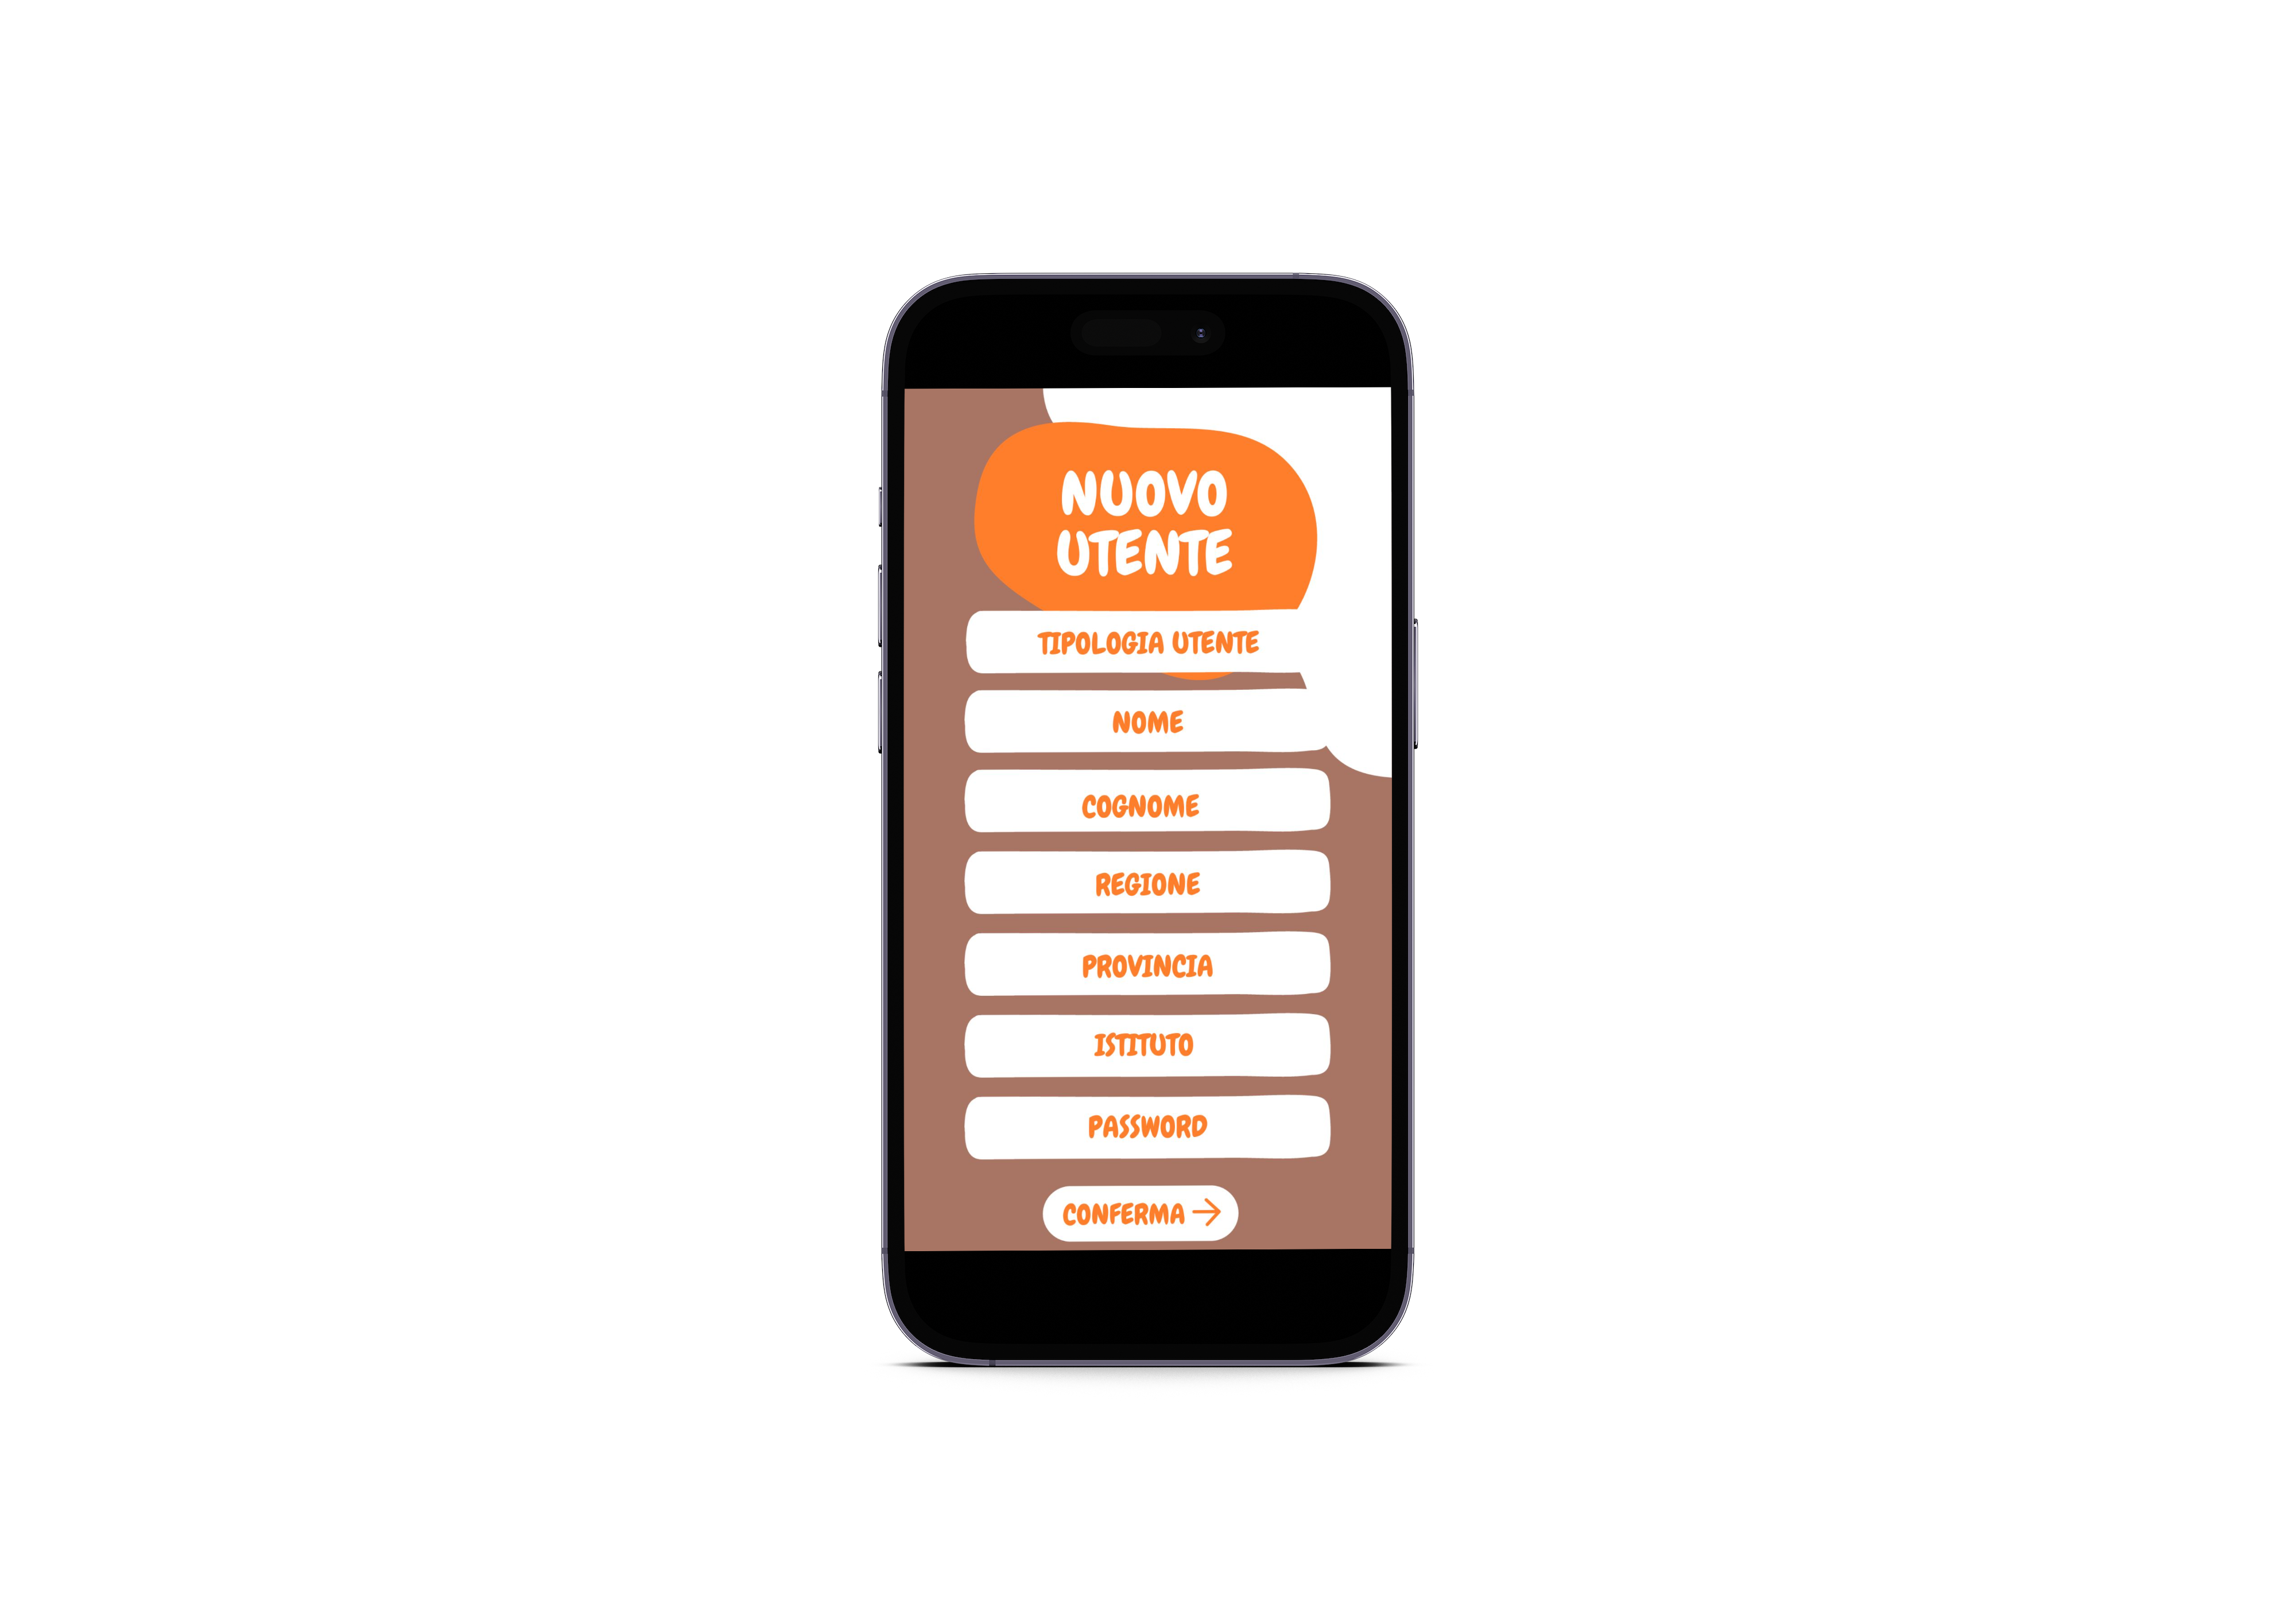 NUOVO
UTENTE
TIPOLOGIA UTENTE
NOME
COGNOME
REGIONE
PROVINCIA
ISTITUTO
PASSWORD
CONFERMA